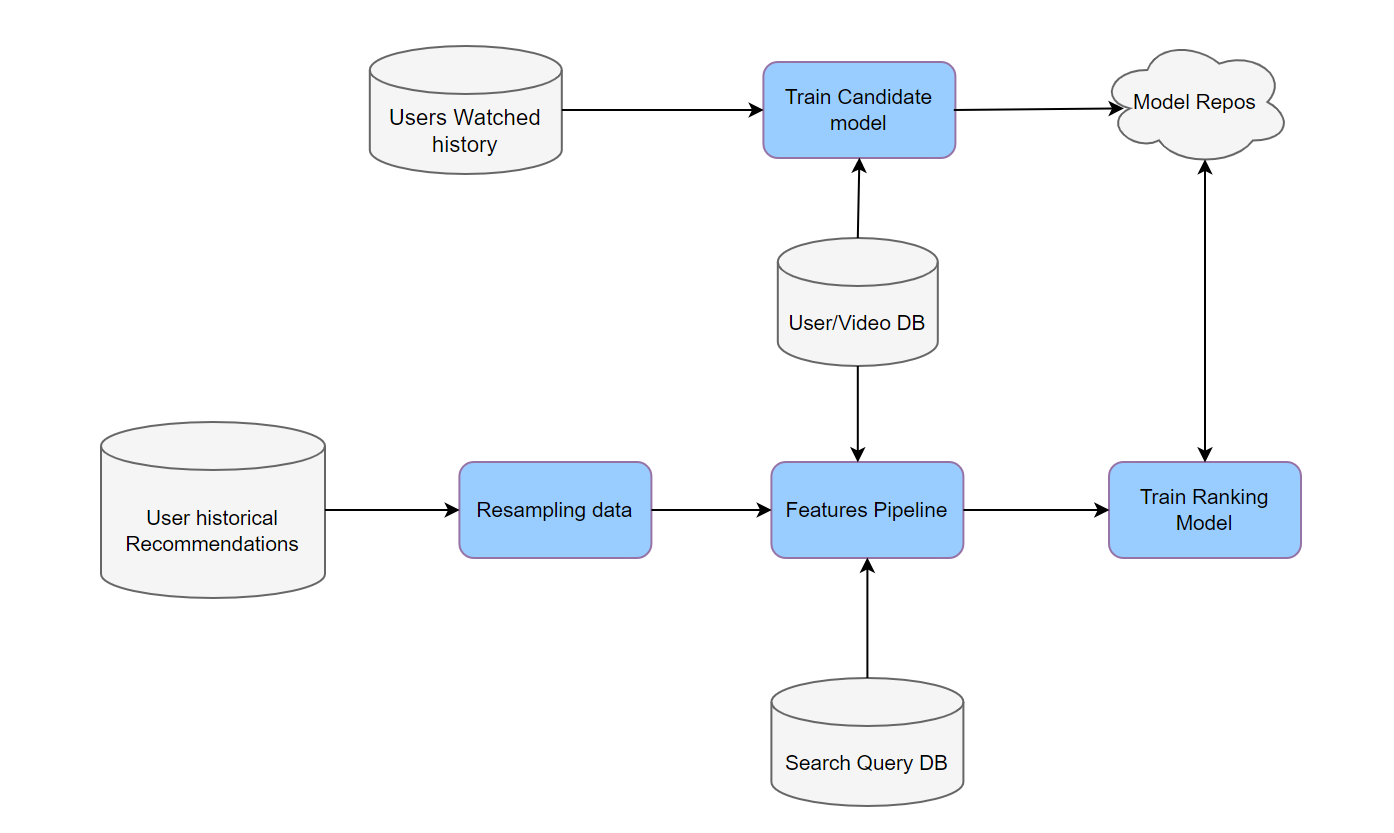 Users Watched
history
Train Candidate
model
Model Repos
User/Video DB
User historical
Recommendations
Resampling data
Features Pipeline
Train Ranking
Model
Search Query DB